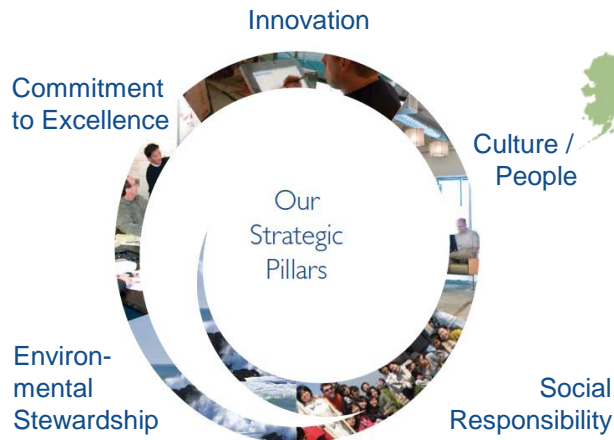 Innovation
Commitment
to Excellence
Culture /
People
Our
Strategic
Pillars
Environ-
mental
Stewardship
Social
Responsibility